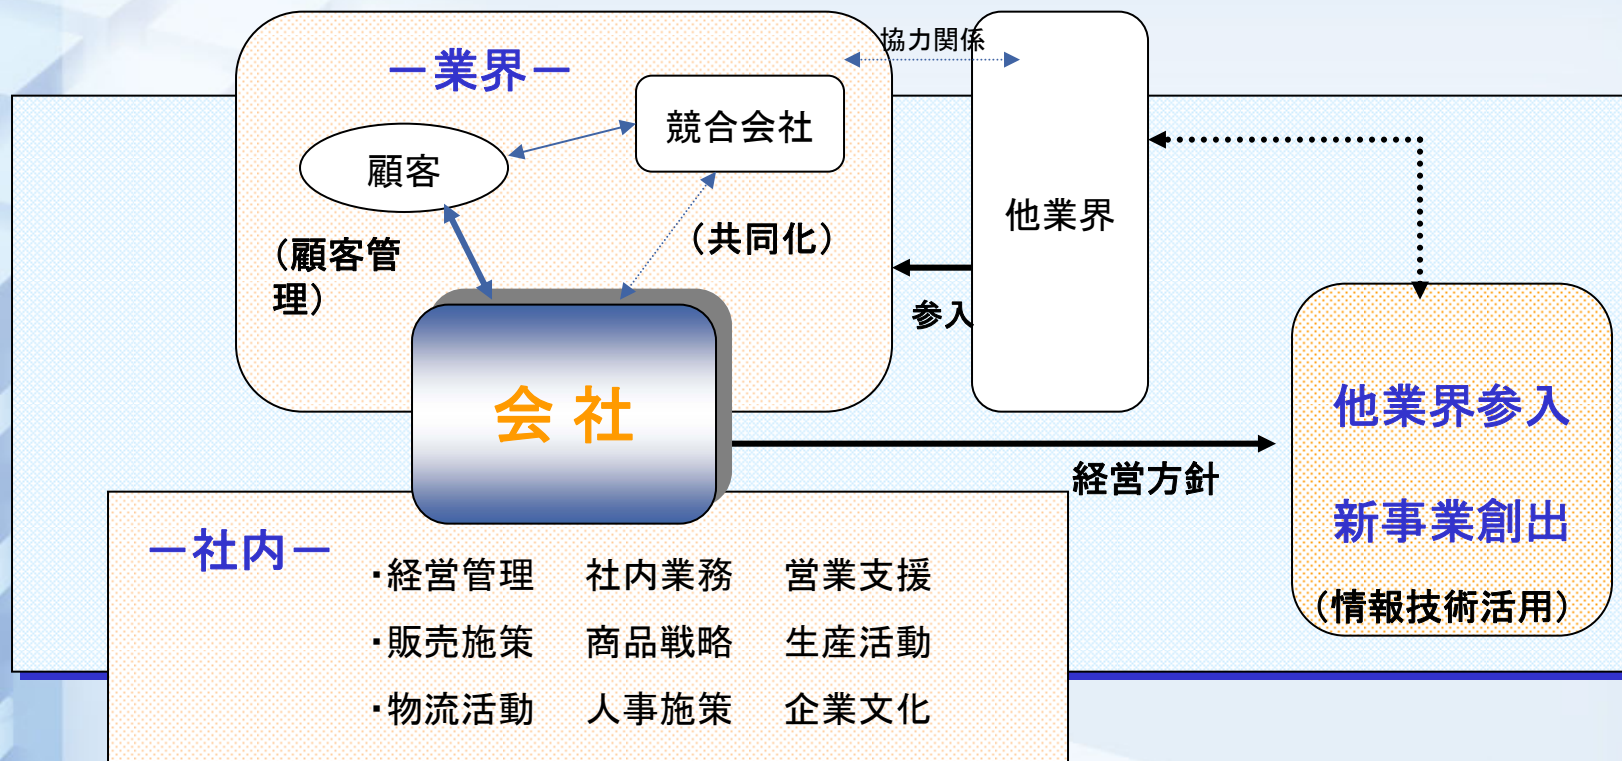 協力関係
－業界－
競合会社
顧客
他業界
（共同化）
（顧客管
理）
参入
会 社
他業界参入
経営方針
新事業創出
（情報技術活用）
－社内－
・経営管理　社内業務　営業支援
・販売施策　商品戦略　生産活動
・物流活動　人事施策　企業文化